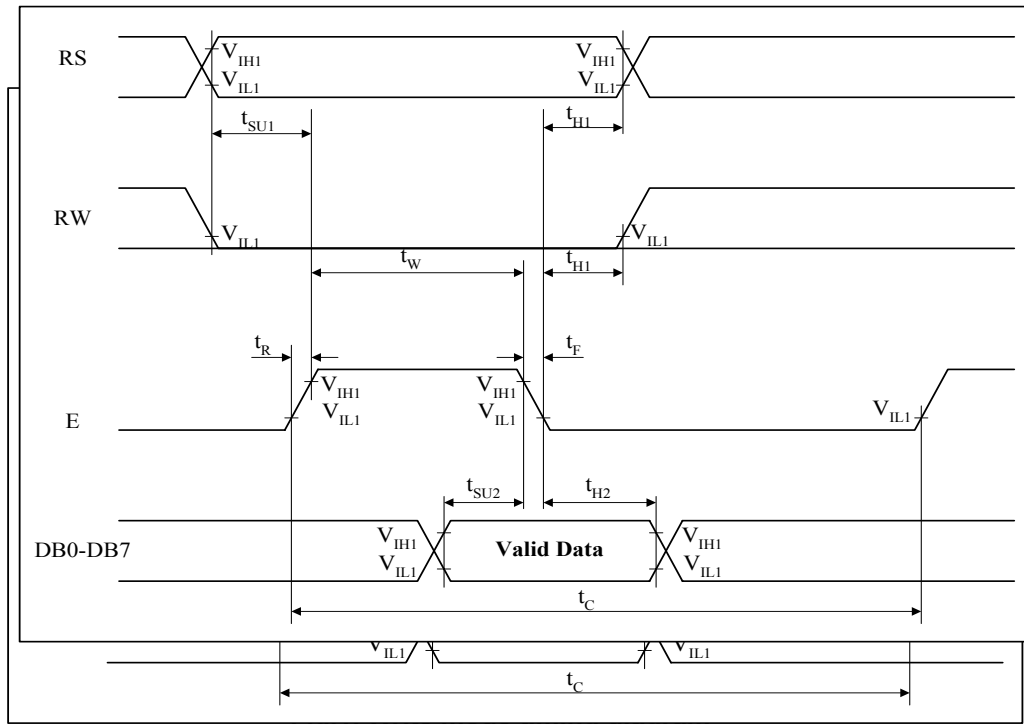 RS
V_IH1 V_IH1
V_IL1 V_IL1
t_SU1 t_H1
RW
V_IL1 V_IL1
t_W t_H1
t_R t_F
V_IH1 V_IH1
E V_IL1 V_IL1 V_IL1
t_SU2 t_H2
V_IH1 V_IH1
DB0-DB7 Valid Data
V_IL1 V_IL1
t_C
V_IL1 V_IL1
t_C